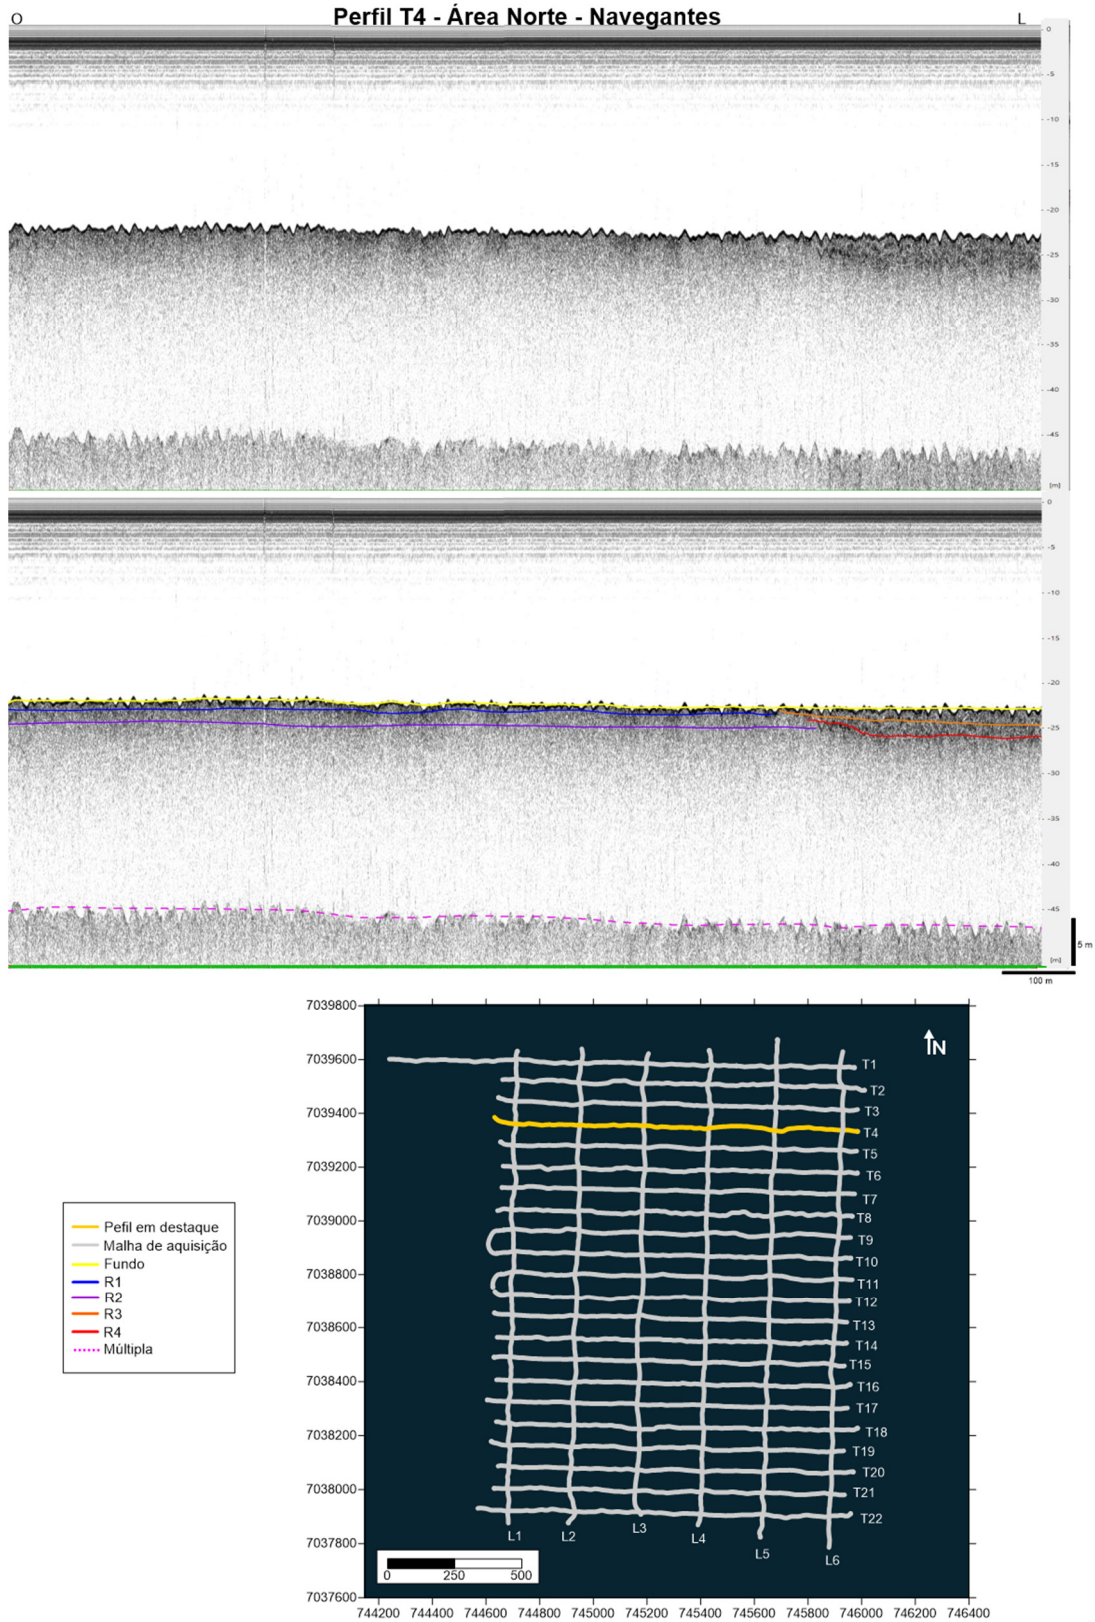 Perfil T4 - Área Norte - Navegantes
O
L
0
-5
-10
-15
-20
-25
-30
-35
-40
-45
[m]
0
-5
-10
-15
-20
-25
-30
-35
-40
-45
[m]
5 m
100 m
7039800
7039600
7039400
7039200
7039000
7038800
7038600
7038400
7038200
7038000
7037800
7037600
N
T1
T2
T3
T4
T5
T6
T7
T8
T9
T10
T11
T12
T13
T14
T15
T16
T17
T18
T19
T20
T21
T22
L1
L2
L3
L4
L5
L6
0 250 500
744200 744400 744600 744800 745000 745200 745400 745600 745800 746000 746200 746400
Pefil em destaque
Malha de aquisição
Fundo
R1
R2
R3
R4
Múltipla